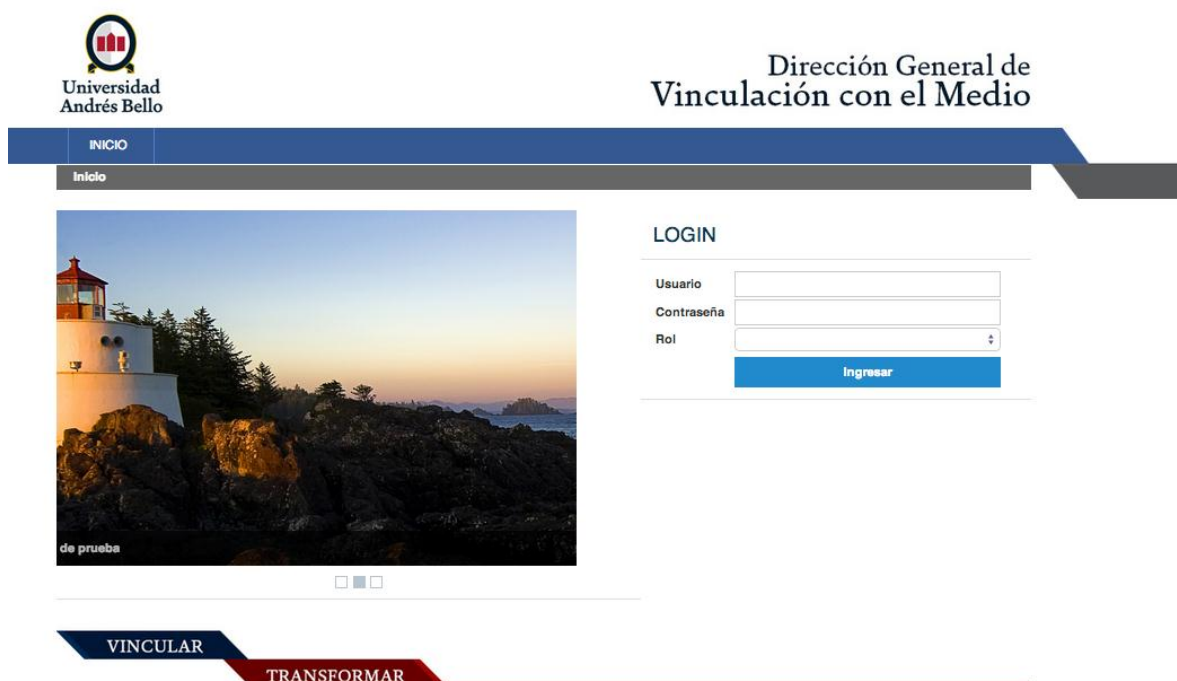 Universidad
Andrés Bello
Dirección General de
Vinculación con el Medio
INICIO
Inicio
LOGIN
Usuario
Contraseña
Rol
Ingresar
de prueba
VINCULAR
TRANSFORMAR